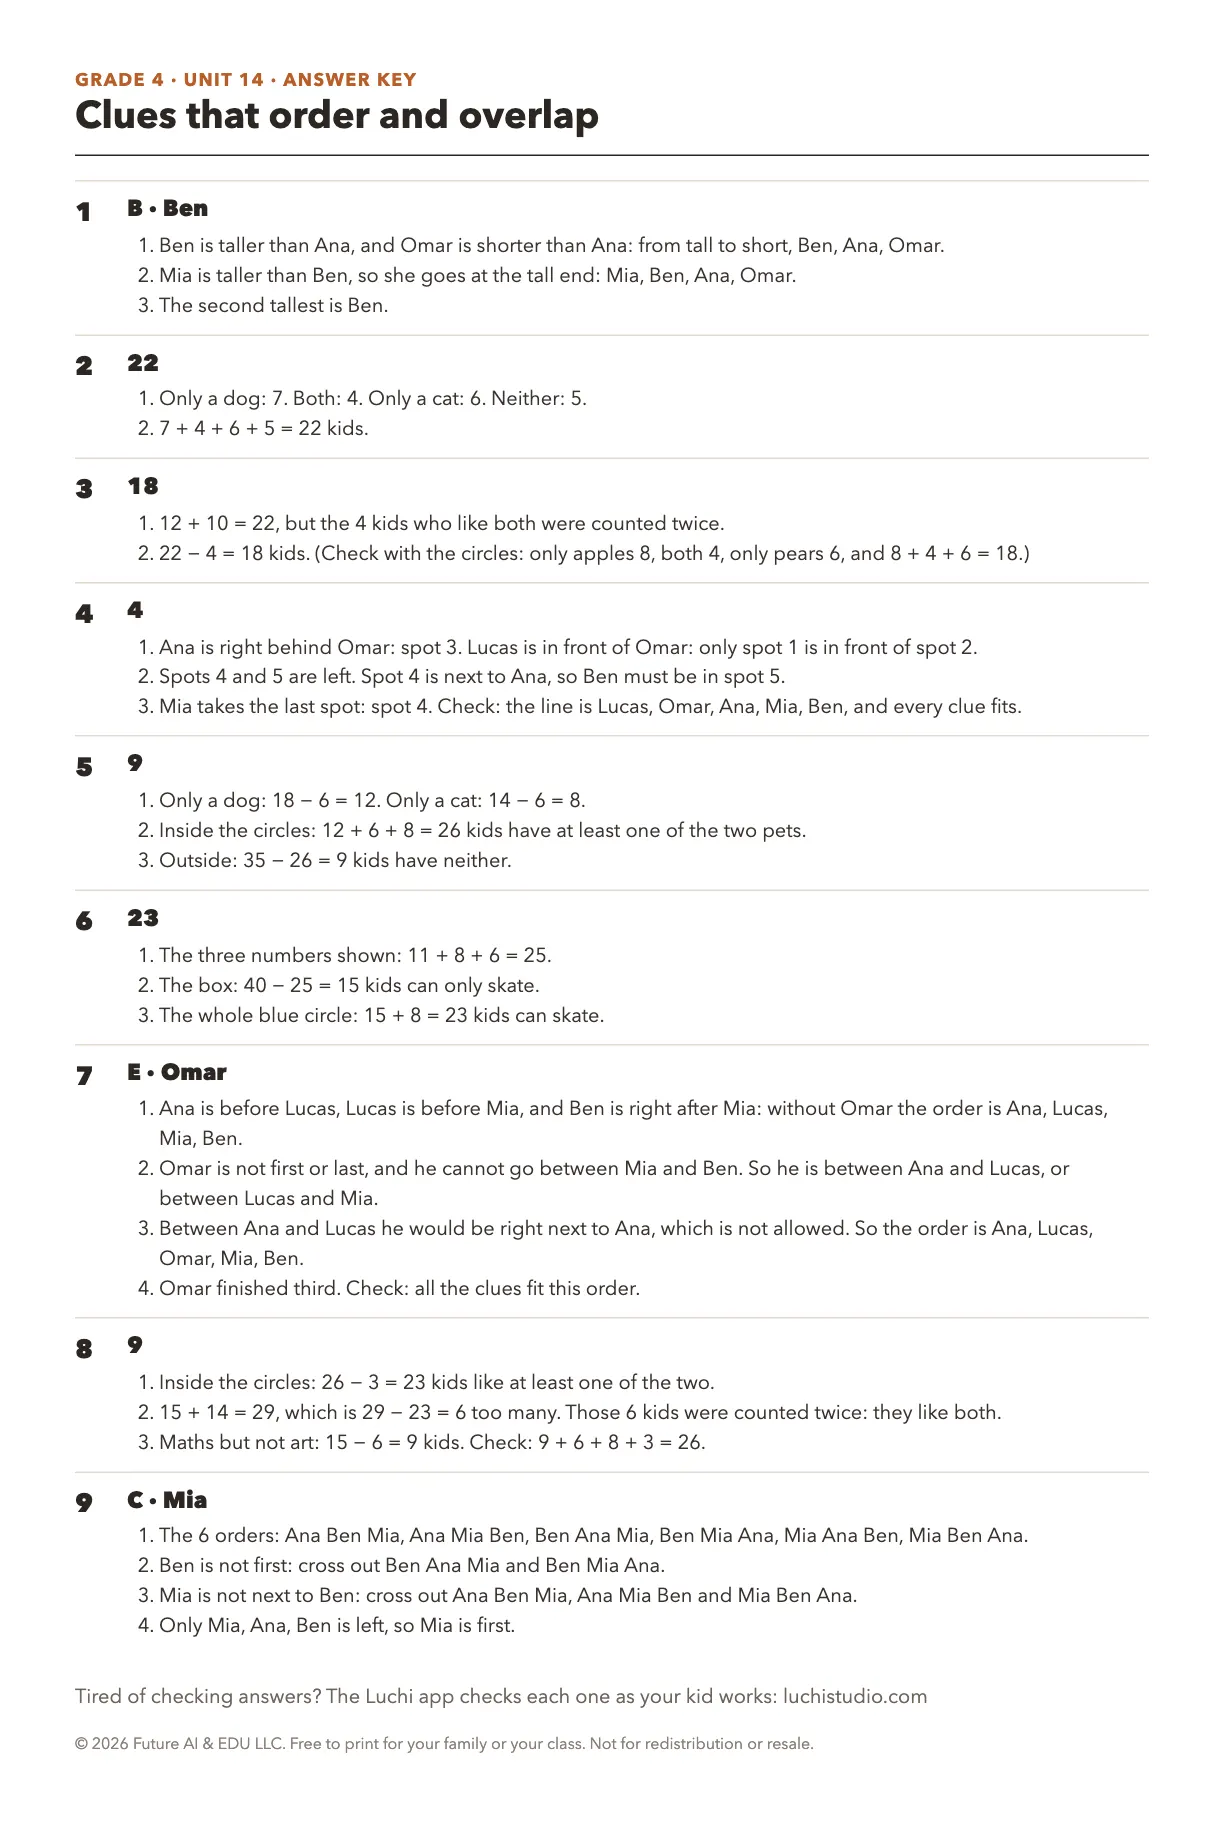 GRADE 4 · UNIT 14 · ANSWER KEY
Clues that order and overlap
1
B • Ben
1. Ben is taller than Ana, and Omar is shorter than Ana: from tall to short, Ben, Ana, Omar.
2. Mia is taller than Ben, so she goes at the tall end: Mia, Ben, Ana, Omar.
3. The second tallest is Ben.
2
22
1. Only a dog: 7. Both: 4. Only a cat: 6. Neither: 5.
2. 7 + 4 + 6 + 5 = 22 kids.
3
18
1. 12 + 10 = 22, but the 4 kids who like both were counted twice.
2. 22 − 4 = 18 kids. (Check with the circles: only apples 8, both 4, only pears 6, and 8 + 4 + 6 = 18.)
4
4
1. Ana is right behind Omar: spot 3. Lucas is in front of Omar: only spot 1 is in front of spot 2.
2. Spots 4 and 5 are left. Spot 4 is next to Ana, so Ben must be in spot 5.
3. Mia takes the last spot: spot 4. Check: the line is Lucas, Omar, Ana, Mia, Ben, and every clue fits.
5
9
1. Only a dog: 18 − 6 = 12. Only a cat: 14 − 6 = 8.
2. Inside the circles: 12 + 6 + 8 = 26 kids have at least one of the two pets.
3. Outside: 35 − 26 = 9 kids have neither.
6
23
1. The three numbers shown: 11 + 8 + 6 = 25.
2. The box: 40 − 25 = 15 kids can only skate.
3. The whole blue circle: 15 + 8 = 23 kids can skate.
7
E • Omar
1. Ana is before Lucas, Lucas is before Mia, and Ben is right after Mia: without Omar the order is Ana, Lucas,
Mia, Ben.
2. Omar is not first or last, and he cannot go between Mia and Ben. So he is between Ana and Lucas, or
between Lucas and Mia.
3. Between Ana and Lucas he would be right next to Ana, which is not allowed. So the order is Ana, Lucas,
Omar, Mia, Ben.
4. Omar finished third. Check: all the clues fit this order.
8
9
1. Inside the circles: 26 − 3 = 23 kids like at least one of the two.
2. 15 + 14 = 29, which is 29 − 23 = 6 too many. Those 6 kids were counted twice: they like both.
3. Maths but not art: 15 − 6 = 9 kids. Check: 9 + 6 + 8 + 3 = 26.
9
C • Mia
1. The 6 orders: Ana Ben Mia, Ana Mia Ben, Ben Ana Mia, Ben Mia Ana, Mia Ana Ben, Mia Ben Ana.
2. Ben is not first: cross out Ben Ana Mia and Ben Mia Ana.
3. Mia is not next to Ben: cross out Ana Ben Mia, Ana Mia Ben and Mia Ben Ana.
4. Only Mia, Ana, Ben is left, so Mia is first.
Tired of checking answers? The Luchi app checks each one as your kid works: luchistudio.com
© 2026 Future AI & EDU LLC. Free to print for your family or your class. Not for redistribution or resale.